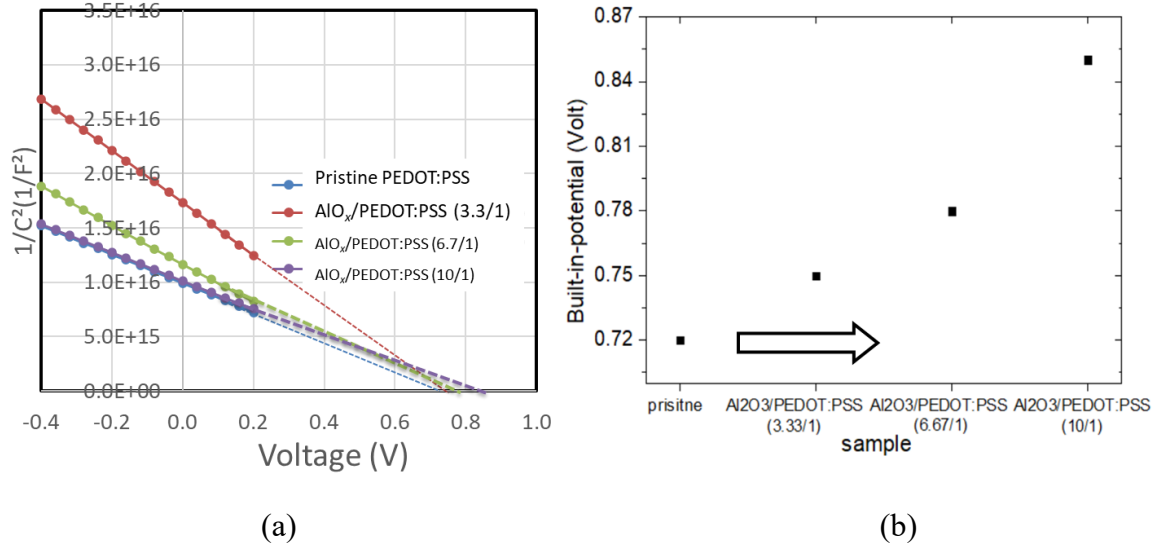 3.5E+16
3.0E+16
2.5E+16
2.0E+16
1.5E+16
1.0E+16
5.0E+15
0.0E+00
1/C²(1/F²)
-0.4
-0.2
0.0
0.2
0.4
0.6
0.8
1.0
Voltage (V)
Pristine PEDOT:PSS
AlOx/PEDOT:PSS (3.3/1)
AlOx/PEDOT:PSS (6.7/1)
AlOx/PEDOT:PSS (10/1)
(a)
0.87
0.84
0.81
0.78
0.75
0.72
Built-in-potential (Volt)
prisitne
Al2O3/PEDOT:PSS
(3.33/1)
Al2O3/PEDOT:PSS
(6.67/1)
Al2O3/PEDOT:PSS
(10/1)
sample
(b)